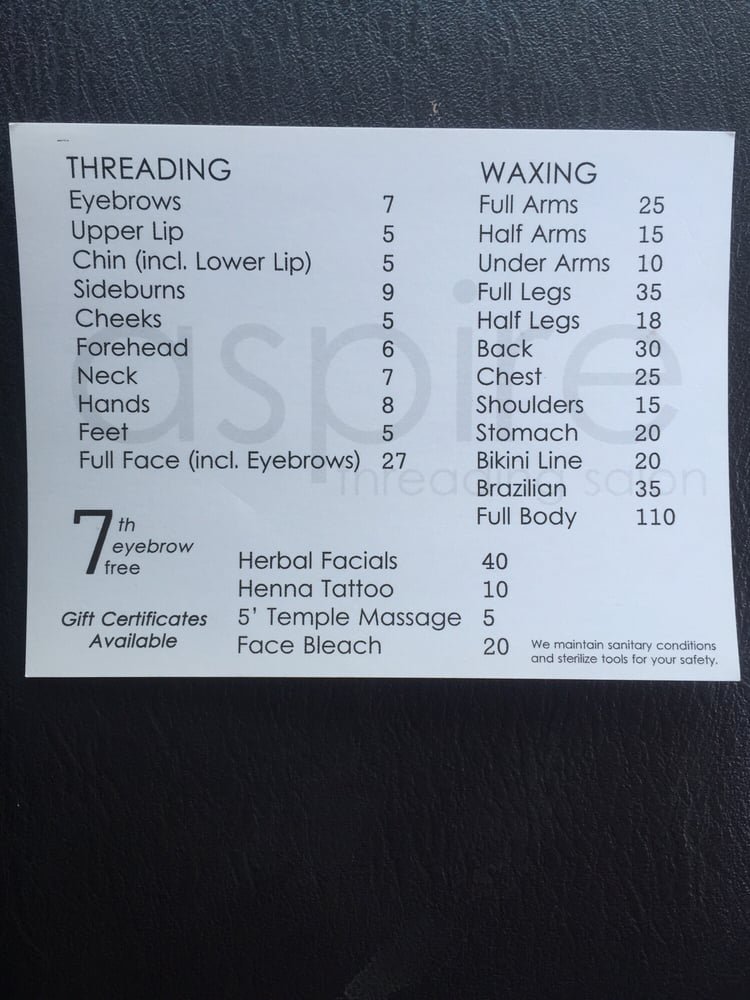 THREADING
Eyebrows 7
Upper Lip 5
Chin (incl. Lower Lip) 5
Sideburns 9
Cheeks 5
Forehead 6
Neck 7
Hands 8
Feet 5
Full Face (incl. Eyebrows) 27
WAXING
Full Arms 25
Half Arms 15
Under Arms 10
Full Legs 35
Half Legs 18
Back 30
Chest 25
Shoulders 15
Stomach 20
Bikini Line 20
Brazilian 35
Full Body 110
aspire
threading salon
7th
eyebrow
free
Gift Certificates
Available
Herbal Facials 40
Henna Tattoo 10
5' Temple Massage 5
Face Bleach 20
We maintain sanitary conditions
and sterilize tools for your safety.